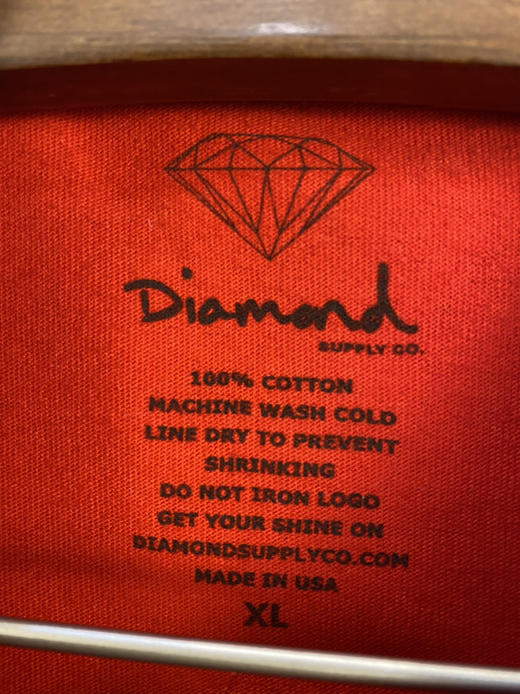 Diamond
SUPPLY CO.
100% COTTON
MACHINE WASH COLD
LINE DRY TO PREVENT
SHRINKING
DO NOT IRON LOGO
GET YOUR SHINE ON
DIAMONDSUPPLYCO.COM
MADE IN USA
XL